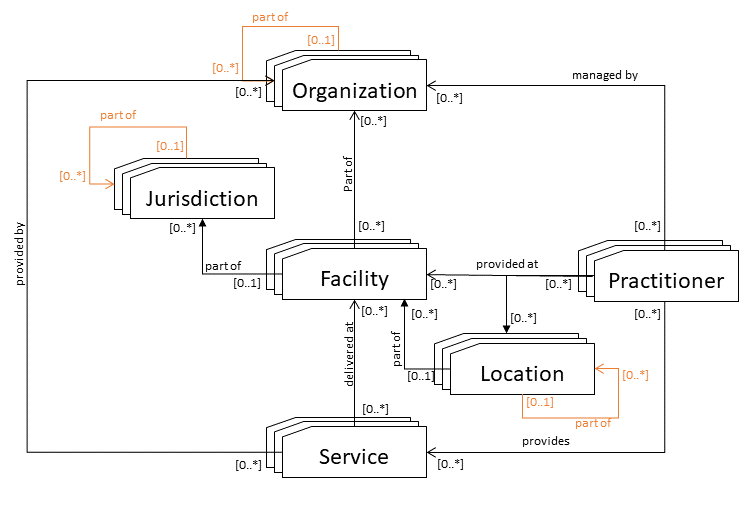 part of
[0..1]
[0..*]
managed by
[0..*]
Organization
[0..*]
part of
[0..*]
[0..1]
Part of
[0..*]
Jurisdiction
[0..*]
[0..*]
[0..*]
provided by
part of
[0..1]
Facility
provided at
[0..*]
[0..*]
Practitioner
[0..*]
[0..*]
[0..*]
[0..*]
delivered at
part of
[0..1]
Location
[0..*]
[0..1]
part of
[0..*]
provides
Service
[0..*]
[0..*]